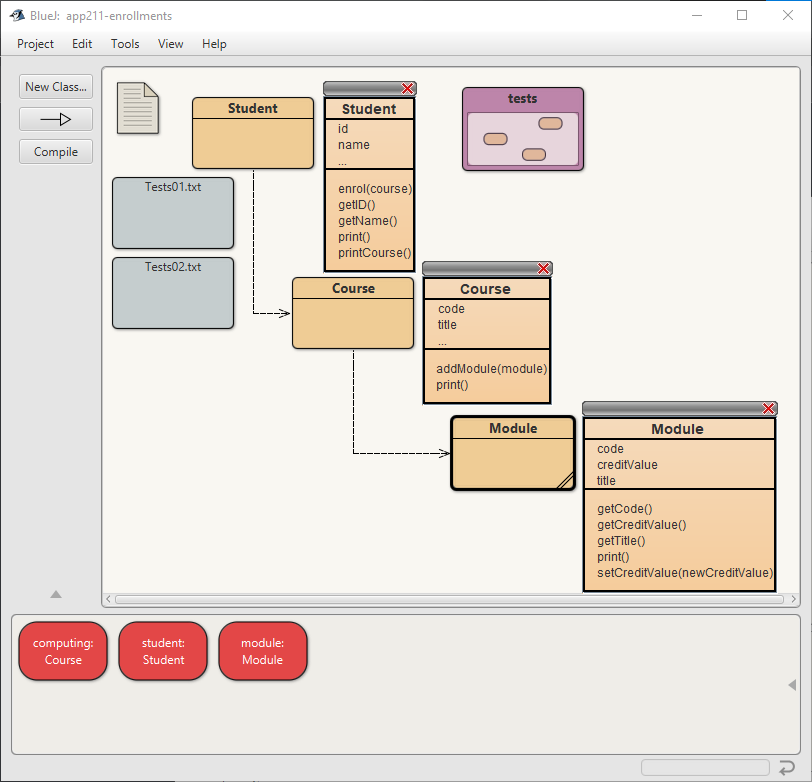 BlueJ: app211-enrollments
Project Edit Tools View Help
New Class...
Compile
Student
Student
id
name
...
enrol(course)
getID()
getName()
print()
printCourse()
tests
Tests01.txt
Tests02.txt
Course
Course
code
title
...
addModule(module)
print()
Module
Module
code
creditValue
title
getCode()
getCreditValue()
getTitle()
print()
setCreditValue(newCreditValue)
computing:
Course
student:
Student
module:
Module